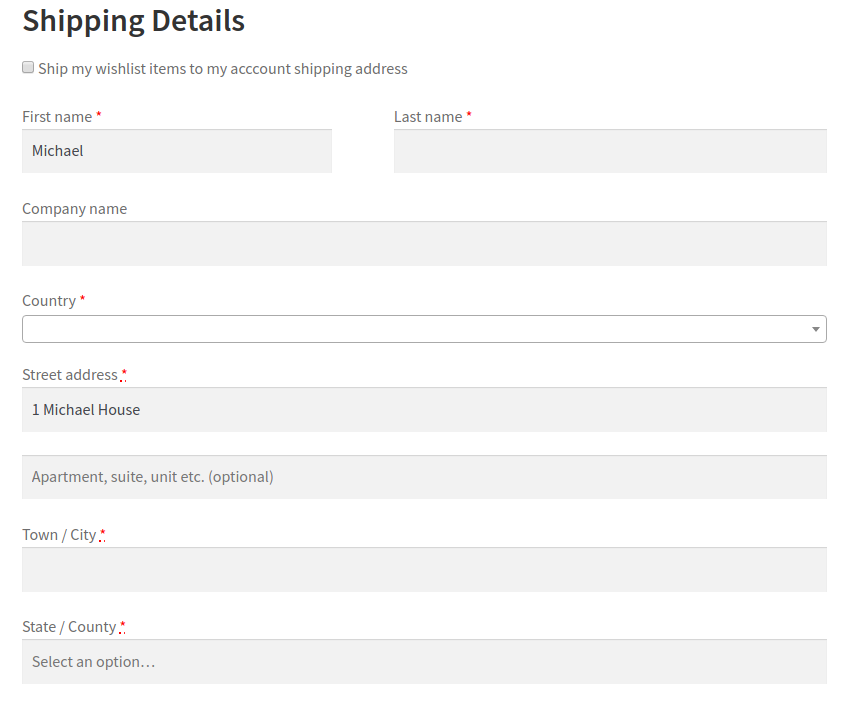 Shipping Details
Ship my wishlist items to my acccount shipping address
First name * Last name *
Michael
Company name
Country *
Street address *
1 Michael House
Apartment, suite, unit etc. (optional)
Town / City *
State / County *
Select an option…